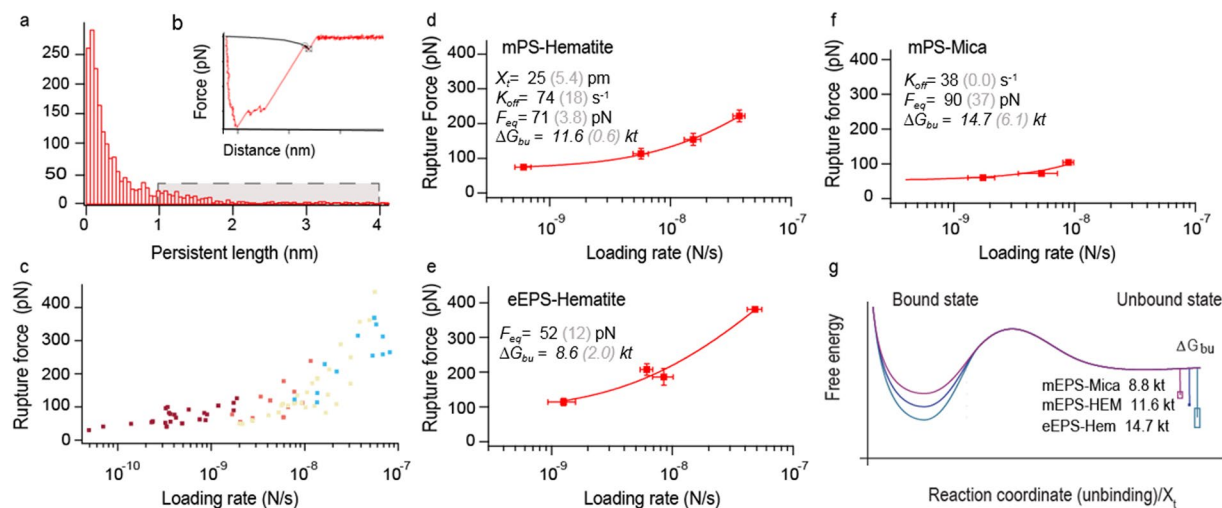 a
300
250
200
150
100
50
0
0
1
2
3
4
Persistent length (nm)
b
Force (pN)
Distance (nm)
c
Rupture force (pN)
400
300
200
100
0
10-10
10-9
10-8
10-7
Loading rate (N/s)
d
mPS-Hematite
Xt= 25 (5.4) pm
Koff= 74 (18) s-1
Feq= 71 (3.8) pN
ΔGbu = 11.6 (0.6) kt
Rupture Force (pN)
400
300
200
100
0
10-9
10-8
10-7
Loading rate (N/s)
e
eEPS-Hematite
Feq= 52 (12) pN
ΔGbu = 8.6 (2.0) kt
Rupture force (pN)
400
300
200
100
0
10-9
10-8
10-7
Loading rate (N/s)
f
mPS-Mica
Koff= 38 (0.0) s-1
Feq= 90 (37) pN
ΔGbu = 14.7 (6.1) kt
Rupture force (pN)
400
300
200
100
0
10-9
10-8
10-7
Loading rate (N/s)
g
Bound state
Unbound state
Free energy
ΔGbu
mEPS-Mica 8.8 kt
mEPS-HEM 11.6 kt
eEPS-Hem 14.7 kt
Reaction coordinate (unbinding)/Xt